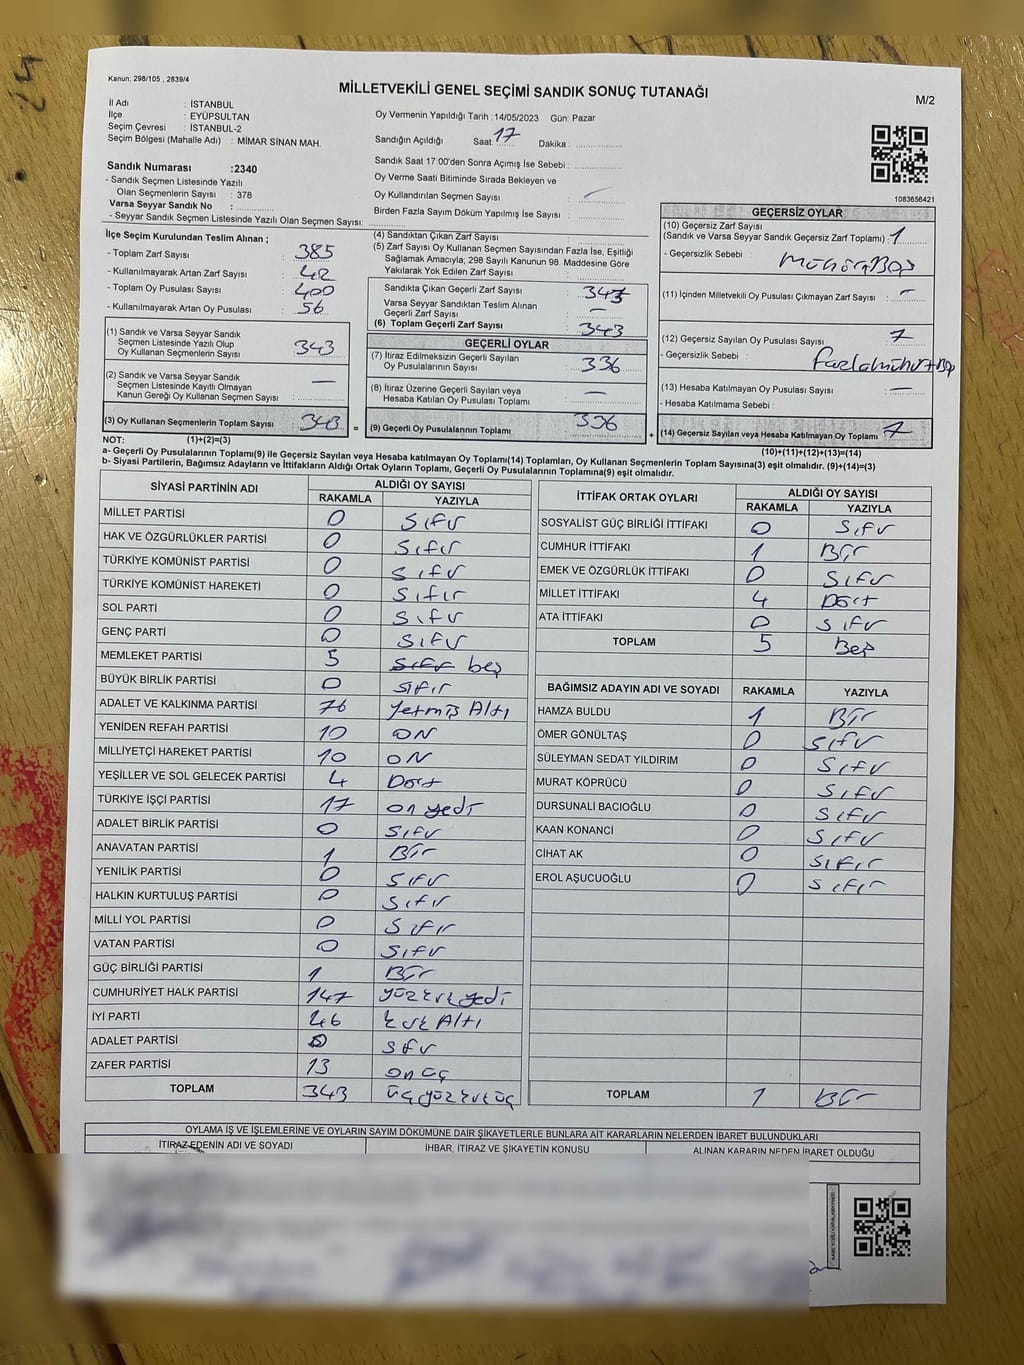 Kanun; 298/105 , 2839/4
MİLLETVEKİLİ GENEL SEÇİMİ SANDIK SONUÇ TUTANAĞI
M/2
İl Adı : İSTANBUL
İlçe : EYÜPSULTAN
Seçim Çevresi : İSTANBUL-2
Seçim Bölgesi (Mahalle Adı) : MİMAR SİNAN MAH.
Sandık Numarası :2340
- Sandık Seçmen Listesinde Yazılı
Olan Seçmenlerin Sayısı : 378
Varsa Seyyar Sandık No :
- Seyyar Sandık Seçmen Listesinde Yazılı Olan Seçmen Sayısı:
Oy Vermenin Yapıldığı Tarih :14/05/2023 Gün: Pazar
Sandığın Açıldığı Saat: 17 Dakika :
Sandık Saat 17:00'den Sonra Açımış İse Sebebi :
Oy Verme Saati Bitiminde Sırada Bekleyen ve
Oy Kullandırılan Seçmen Sayısı :
Birden Fazla Sayım Döküm Yapılmış İse Sayısı :
1083656421
İlçe Seçim Kurulundan Teslim Alınan ;
- Toplam Zarf Sayısı : 385
- Kullanılmayarak Artan Zarf Sayısı : 42
- Toplam Oy Pusulası Sayısı : 400
- Kullanılmayarak Artan Oy Pusulası : 56
(1) Sandık ve Varsa Seyyar Sandık
Seçmen Listesinde Yazılı Olup
Oy Kullanan Seçmenlerin Sayısı : 343
(2) Sandık ve Varsa Seyyar Sandık
Seçmen Listesinde Kayıtlı Olmayan
Kanun Gereği Oy Kullanan Seçmen Sayısı : —
(3) Oy Kullanan Seçmenlerin Toplam Sayısı : 343 =
(4) Sandıktan Çıkan Zarf Sayısı :
(5) Zarf Sayısı Oy Kullanan Seçmen Sayısından Fazla İse, Eşitliği
Sağlamak Amacıyla, 298 Sayılı Kanunun 98. Maddesine Göre
Yakılarak Yok Edilen Zarf Sayısı :
Sandıkta Çıkan Geçerli Zarf Sayısı : 343
Varsa Seyyar Sandıktan Teslim Alınan
Geçerli Zarf Sayısı : —
(6) Toplam Geçerli Zarf Sayısı : 343
GEÇERLİ OYLAR
(7) İtiraz Edilmeksizin Geçerli Sayılan
Oy Pusulalarının Sayısı : 336
(8) İtiraz Üzerine Geçerli Sayılan veya
Hesaba Katılan Oy Pusulası Toplamı : —
(9) Geçerli Oy Pusulalarının Toplamı : 336 +
GEÇERSİZ OYLAR
(10) Geçersiz Zarf Sayısı
(Sandık ve Varsa Seyyar Sandık Geçersiz Zarf Toplamı) : 1
- Geçersizlik Sebebi :
(11) İçinden Milletvekili Oy Pusulası Çıkmayan Zarf Sayısı : —
(12) Geçersiz Sayılan Oy Pusulası Sayısı : 7
- Geçersizlik Sebebi :
(13) Hesaba Katılmayan Oy Pusulası Sayısı : —
- Hesaba Katılmama Sebebi :
(14) Geçersiz Sayılan veya Hesaba Katılmayan Oy Toplamı : 7
NOT: (1)+(2)=(3) (10)+(11)+(12)+(13)=(14)
a- Geçerli Oy Pusulalarının Toplamı(9) ile Geçersiz Sayılan veya Hesaba katılmayan Oy Toplamı(14) Toplamları, Oy Kullanan Seçmenlerin Toplam Sayısına(3) eşit olmalıdır. (9)+(14)=(3)
b- Siyasi Partilerin, Bağımsız Adayların ve İttifakların Aldığı Ortak Oyların Toplamı, Geçerli Oy Pusulalarının Toplamına(9) eşit olmalıdır.
SİYASİ PARTİNİN ADI ALDIĞI OY SAYISI
RAKAMLA YAZIYLA
MİLLET PARTİSİ 0 Sıfır
HAK VE ÖZGÜRLÜKLER PARTİSİ 0 Sıfır
TÜRKİYE KOMÜNİST PARTİSİ 0 Sıfır
TÜRKİYE KOMÜNİST HAREKETİ 0 Sıfır
SOL PARTİ 0 Sıfır
GENÇ PARTİ 0 Sıfır
MEMLEKET PARTİSİ 5 Sıfır beş
BÜYÜK BİRLİK PARTİSİ 0 Sıfır
ADALET VE KALKINMA PARTİSİ 76 Yetmiş Altı
YENİDEN REFAH PARTİSİ 10 ON
MİLLİYETÇİ HAREKET PARTİSİ 10 ON
YEŞİLLER VE SOL GELECEK PARTİSİ 4 Dört
TÜRKİYE İŞÇİ PARTİSİ 17 on yedi
ADALET BİRLİK PARTİSİ 0 Sıfır
ANAVATAN PARTİSİ 1 Bir
YENİLİK PARTİSİ 0 Sıfır
HALKIN KURTULUŞ PARTİSİ 0 Sıfır
MİLLİ YOL PARTİSİ 0 Sıfır
VATAN PARTİSİ 0 Sıfır
GÜÇ BİRLİĞİ PARTİSİ 1 Bir
CUMHURİYET HALK PARTİSİ 147 yüzkırkyedi
İYİ PARTİ 46 kırk Altı
ADALET PARTİSİ 0 Sıfır
ZAFER PARTİSİ 13 on üç
TOPLAM 343 üçyüzkırküç
İTTİFAK ORTAK OYLARI ALDIĞI OY SAYISI
RAKAMLA YAZIYLA
SOSYALİST GÜÇ BİRLİĞİ İTTİFAKI 0 Sıfır
CUMHUR İTTİFAKI 1 Bir
EMEK VE ÖZGÜRLÜK İTTİFAKI 0 Sıfır
MİLLET İTTİFAKI 4 Dört
ATA İTTİFAKI 0 Sıfır
TOPLAM 5 Beş
BAĞIMSIZ ADAYIN ADI VE SOYADI RAKAMLA YAZIYLA
HAMZA BULDU 1 Bir
ÖMER GÖNÜLTAŞ 0 Sıfır
SÜLEYMAN SEDAT YILDIRIM 0 Sıfır
MURAT KÖPRÜCÜ 0 Sıfır
DURSUNALİ BACIOĞLU 0 Sıfır
KAAN KONANCİ 0 Sıfır
CİHAT AK 0 Sıfır
EROL AŞUCUOĞLU 0 Sıfır
TOPLAM 1 Bir
OYLAMA İŞ VE İŞLEMLERİNE VE OYLARIN SAYIM DÖKÜMÜNE DAİR ŞİKAYETLERLE BUNLARA AİT KARARLARIN NELERDEN İBARET BULUNDUKLARI
İTİRAZ EDENİN ADI VE SOYADI İHBAR, İTİRAZ VE ŞİKAYETİN KONUSU ALINAN KARARIN NEDEN İBARET OLDUĞU